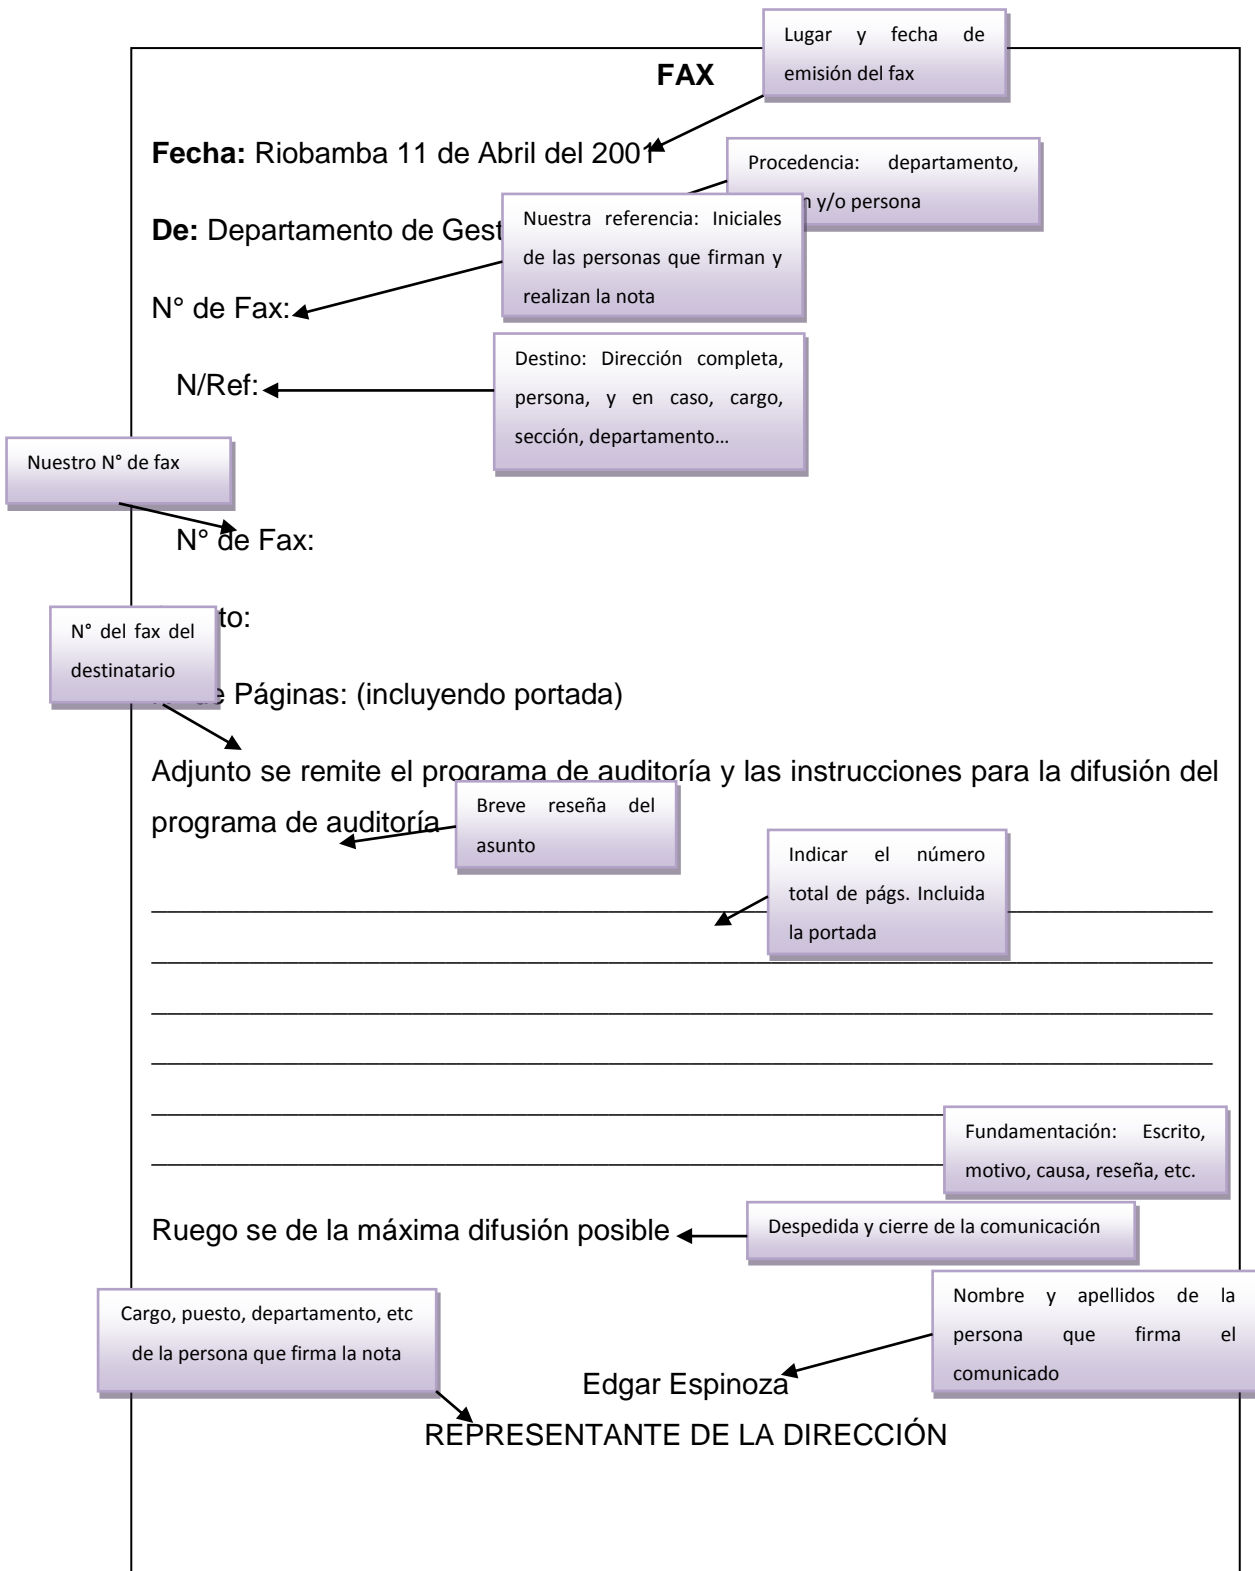 Lugar y fecha de
emisión del fax
FAX
Fecha: Riobamba 11 de Abril del 2001
Procedencia: departamento,
y/o persona
De: Departamento de
Nuestra referencia: Iniciales
de las personas que firman y
realizan la nota
N° de Fax:
Destino: Dirección completa,
persona, y en caso, cargo,
sección, departamento…
N/Ref:
Nuestro N° de fax
N° de Fax:
N° del fax del
destinatario
de Páginas: (incluyendo portada)
Adjunto se remite el programa de auditoría y las instrucciones para la difusión del
programa de auditoría
Breve reseña del
asunto
Indicar el número
total de págs. Incluida
la portada
Fundamentación: Escrito,
motivo, causa, reseña, etc.
Ruego se de la máxima difusión posible
Despedida y cierre de la comunicación
Cargo, puesto, departamento, etc
de la persona que firma la nota
Nombre y apellidos de la
persona que firma el
comunicado
Edgar Espinoza
REPRESENTANTE DE LA DIRECCIÓN